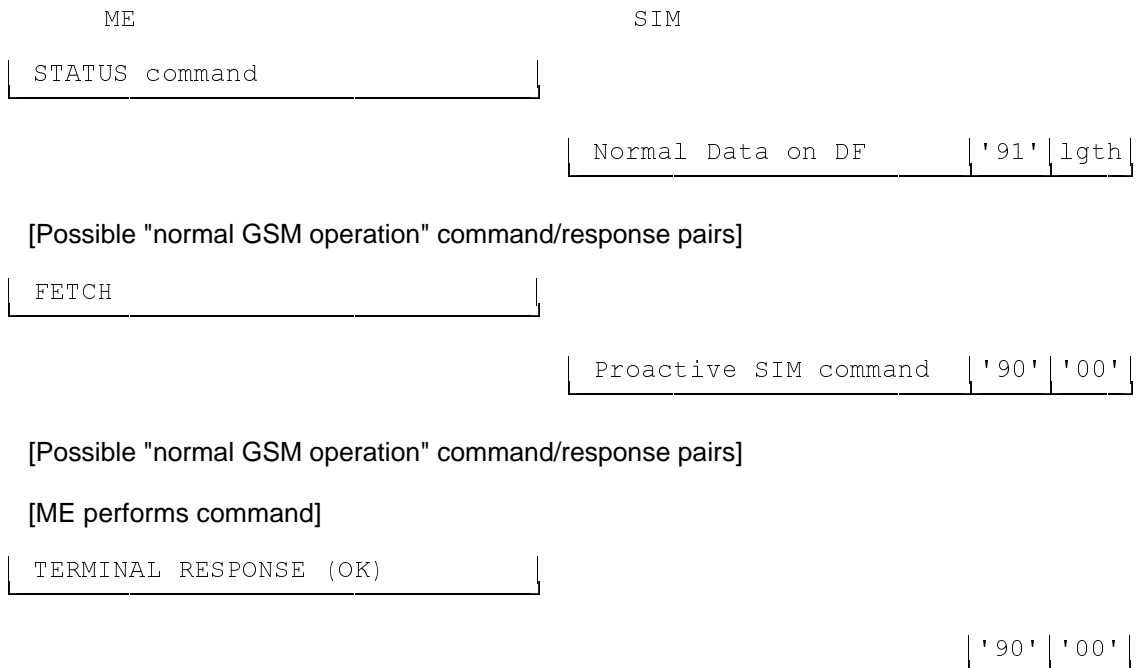 ME SIM
STATUS command
Normal Data on DF '91' lgth
[Possible "normal GSM operation" command/response pairs]
FETCH
Proactive SIM command '90' '00'
[Possible "normal GSM operation" command/response pairs]
[ME performs command]
TERMINAL RESPONSE (OK)
'90' '00'